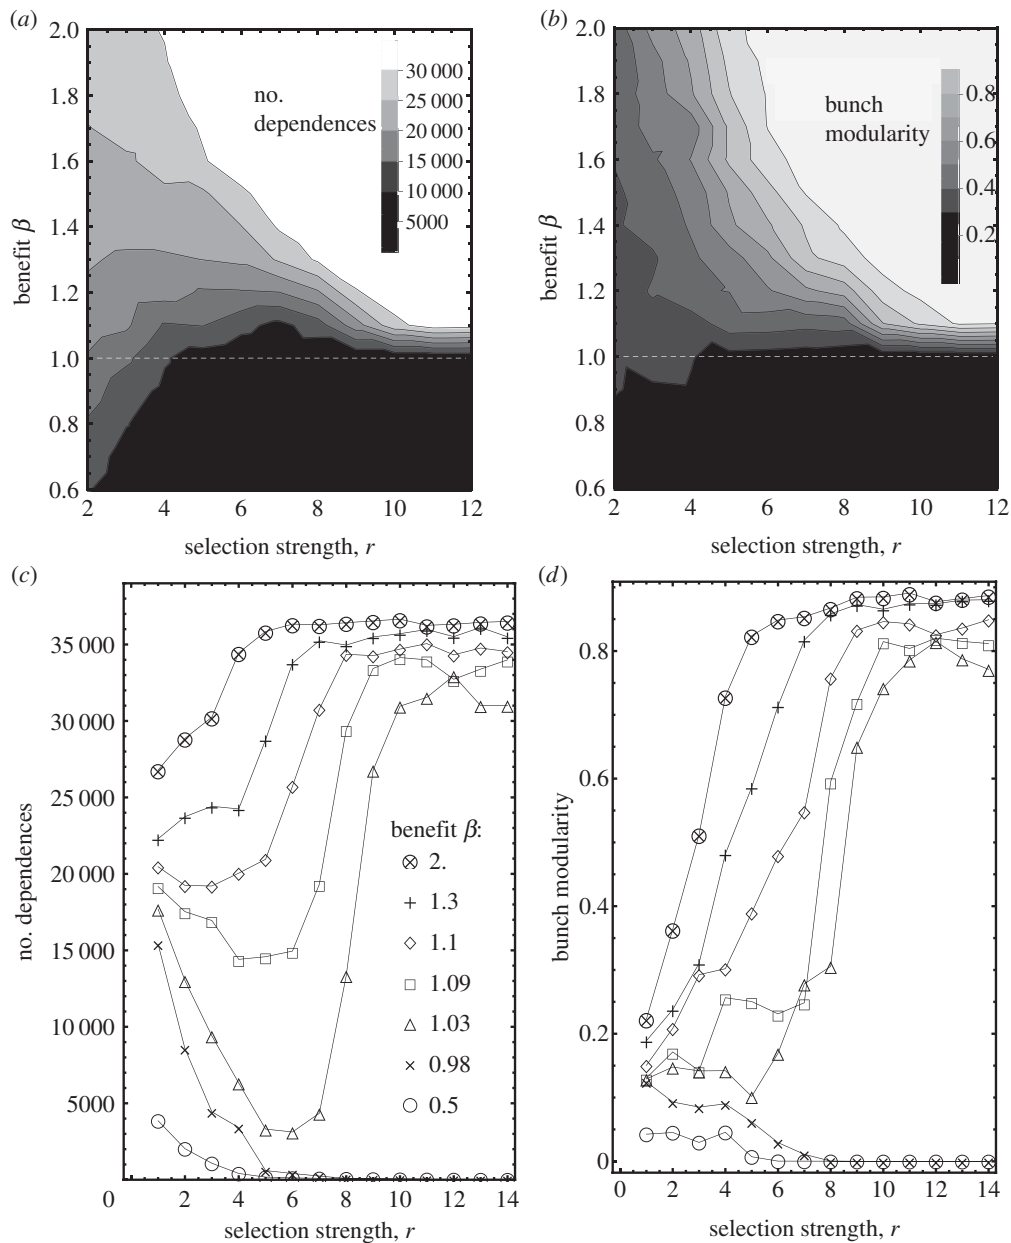 (a)
2.0
1.8
1.6
1.4
1.2
1.0
0.8
0.6
benefit β
no.
dependences
30 000
25 000
20 000
15 000
10 000
5000
2 4 6 8 10 12
selection strength, r
(b)
2.0
1.8
1.6
1.4
1.2
1.0
0.8
0.6
benefit β
bunch
modularity
0.8
0.6
0.4
0.2
2 4 6 8 10 12
selection strength, r
(c)
35 000
30 000
25 000
20 000
15 000
10 000
5000
no. dependences
benefit β:
2.
1.3
1.1
1.09
1.03
0.98
0.5
0 2 4 6 8 10 12 14
selection strength, r
(d)
0.8
0.6
0.4
0.2
0
bunch modularity
0 2 4 6 8 10 12 14
selection strength, r